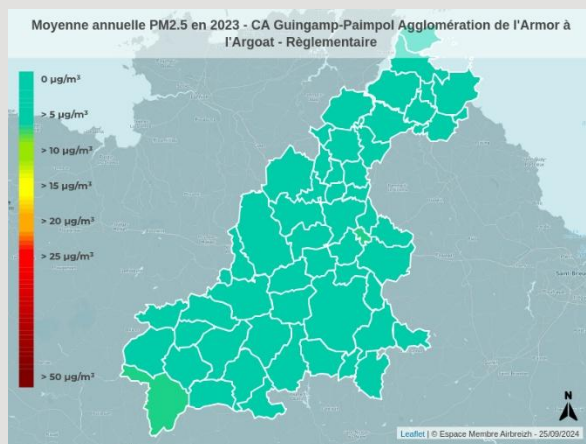 Moyenne annuelle PM2.5 en 2023 - CA Guingamp-Paimpol Agglomération de l'Armor à
l'Argoat - Règlementaire
0 µg/m³
> 5 µg/m³
> 10 µg/m³
> 15 µg/m³
> 20 µg/m³
> 25 µg/m³
> 50 µg/m³
Saint-Brieuc
N
Leaflet | © Espace Membre Airbreizh - 25/09/2024